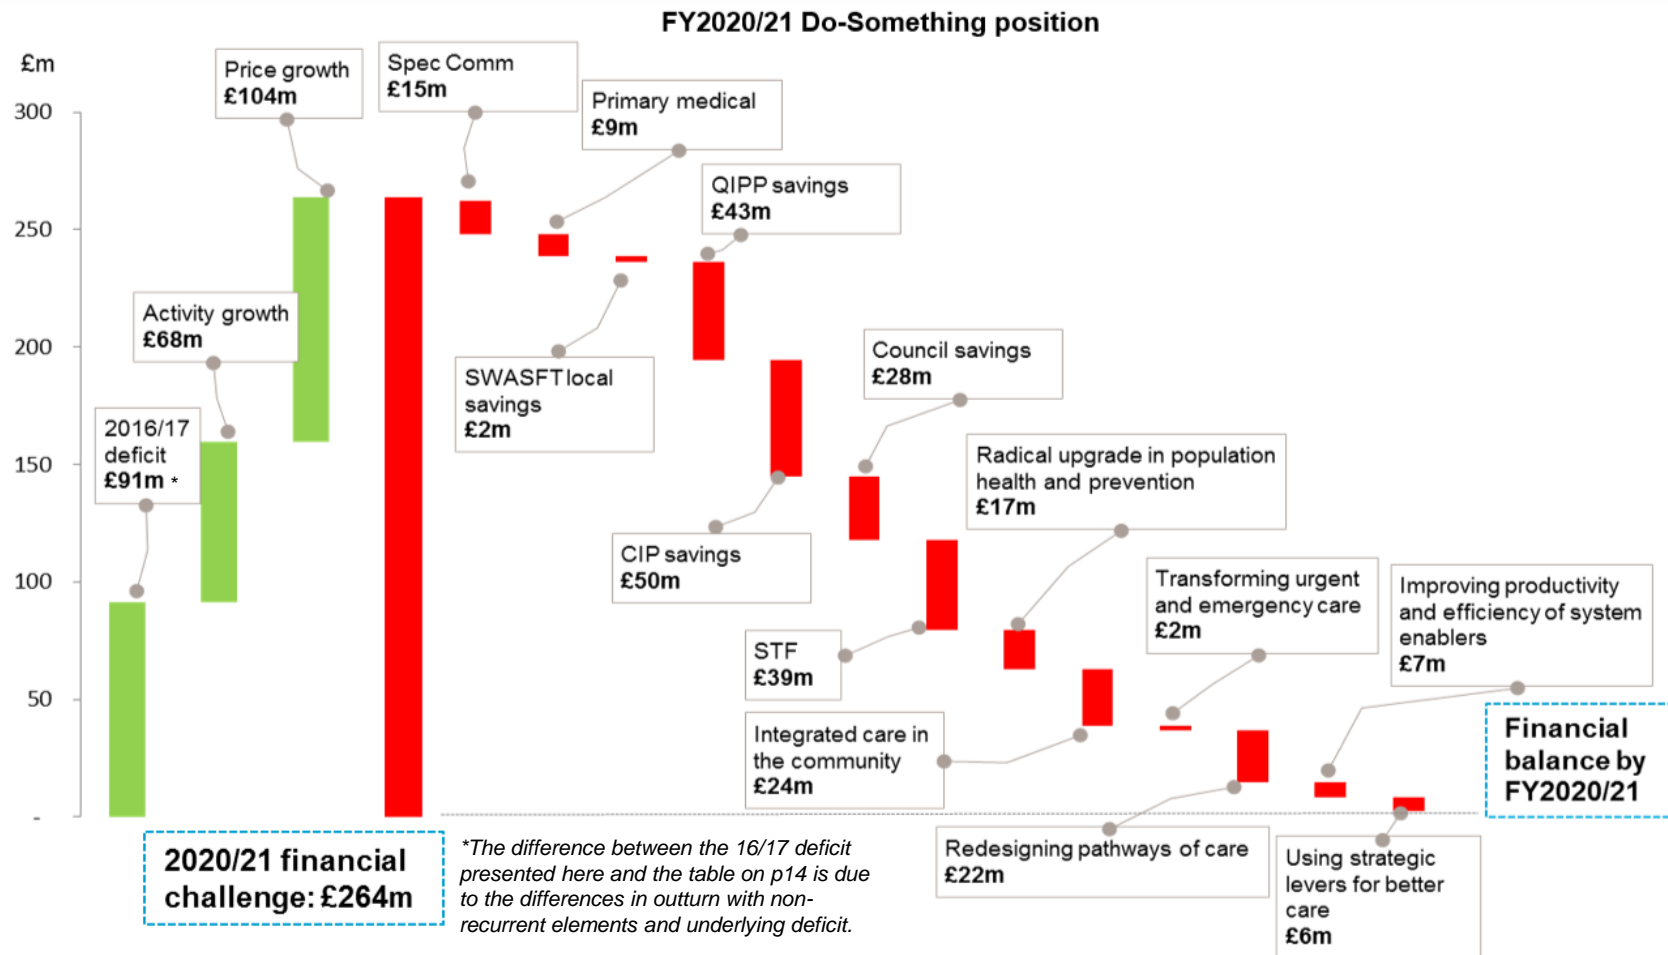 FY2020/21 Do-Something position
£m
300
250
200
150
100
50
-
Price growth
£104m
Spec Comm
£15m
Primary medical
£9m
QIPP savings
£43m
Activity growth
£68m
2016/17
deficit
£91m *
SWASFT local
savings
£2m
Council savings
£28m
CIP savings
£50m
Radical upgrade in population
health and prevention
£17m
STF
£39m
Transforming urgent
and emergency care
£2m
Improving productivity
and efficiency of system
enablers
£7m
Integrated care in
the community
£24m
Financial
balance by
FY2020/21
2020/21 financial
challenge: £264m
*The difference between the 16/17 deficit
presented here and the table on p14 is due
to the differences in outturn with non-
recurrent elements and underlying deficit.
Redesigning pathways of care
£22m
Using strategic
levers for better
care
£6m